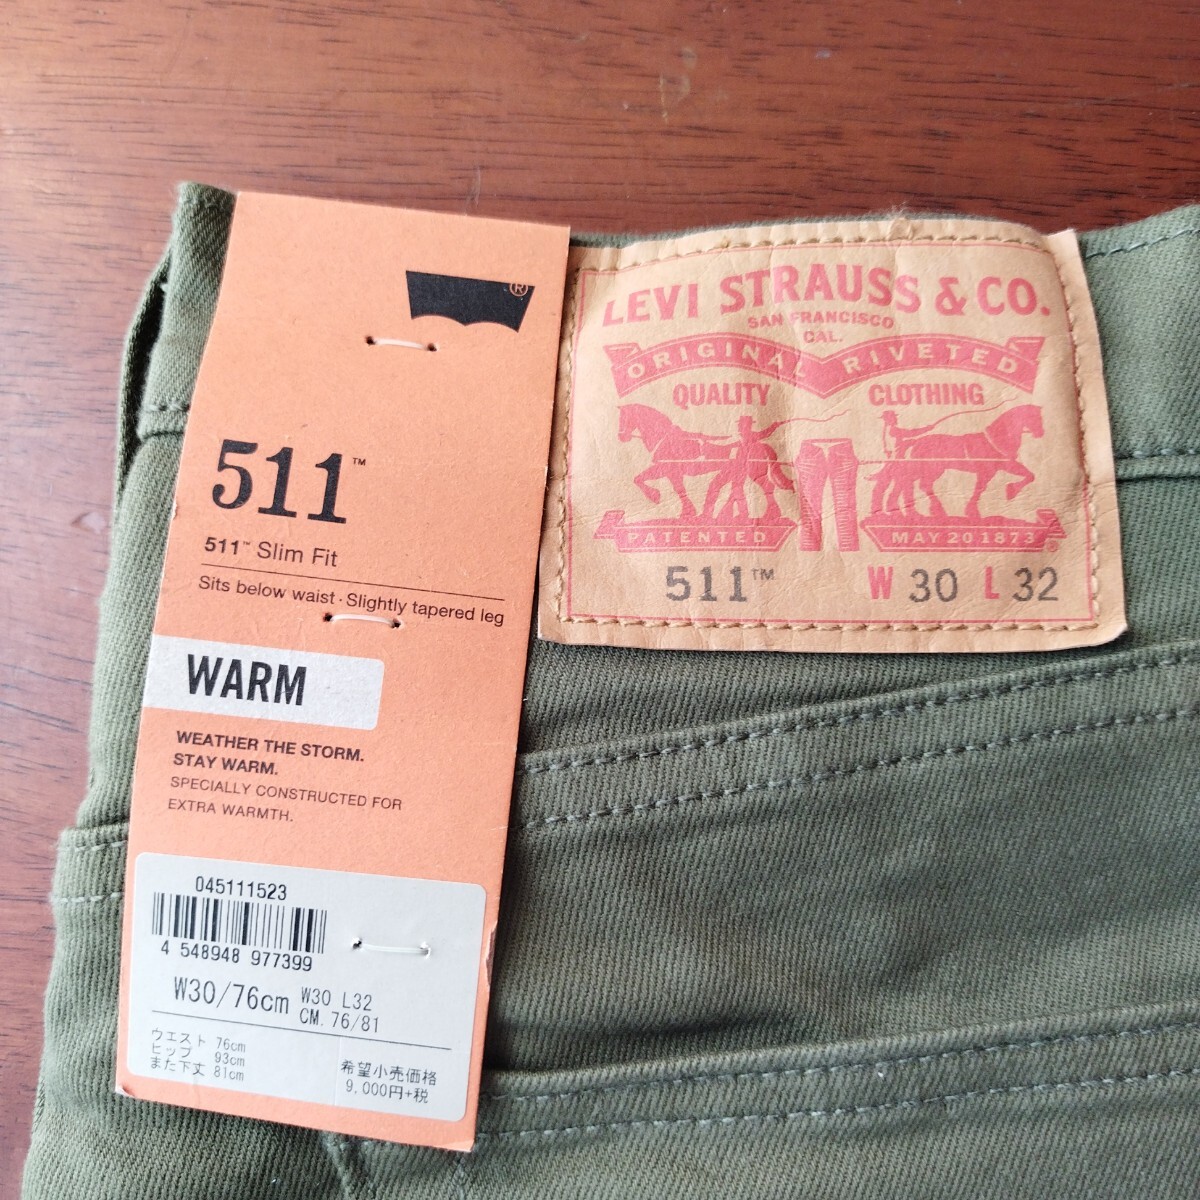 ®
511™
511™ Slim Fit
Sits below waist · Slightly tapered leg
WARM
WEATHER THE STORM.
STAY WARM.
SPECIALLY CONSTRUCTED FOR
EXTRA WARMTH.
045111523
4 548948 977399
W30/76cm
W30 L32
CM. 76/81
ウエスト 76cm
ヒップ 93cm
また下丈 81cm
希望小売価格
9,000円+税
LEVI STRAUSS & CO.
SAN FRANCISCO
CAL.
ORIGINAL RIVETED
QUALITY CLOTHING
PATENTED MAY 20 1873 ®
511™ W 30 L 32